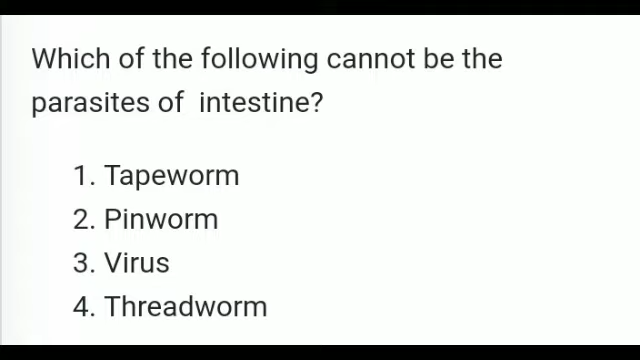 Which of the following cannot be the
parasites of intestine?
1. Tapeworm
2. Pinworm
3. Virus
4. Threadworm